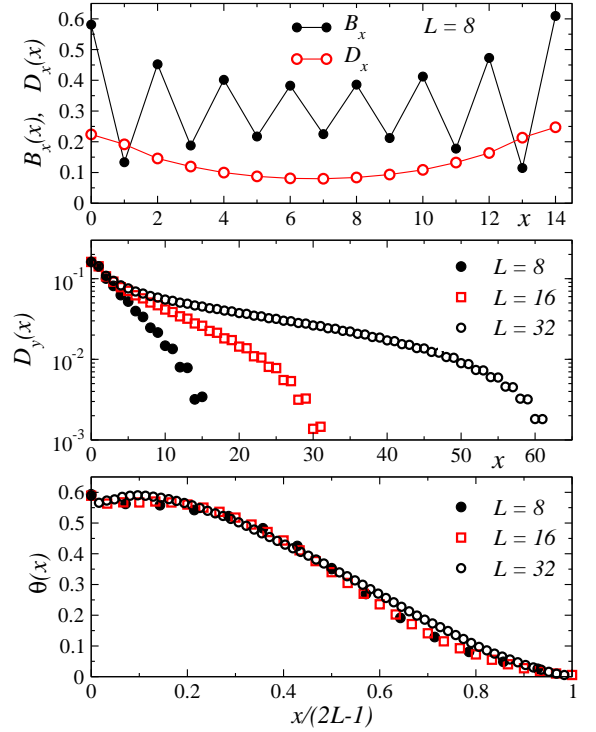 B_x(x), D_x(x)
0.6
0.5
0.4
0.3
0.2
0.1
0
B_x L = 8
D_x
0 2 4 6 8 10 12 x 14
D_y(x)
10^-1
10^-2
10^-3
L = 8
L = 16
L = 32
0 10 20 30 40 50 x 60
θ(x)
0.6
0.5
0.4
0.3
0.2
0.1
0
L = 8
L = 16
L = 32
0 0.2 0.4 0.6 0.8 1
x/(2L-1)